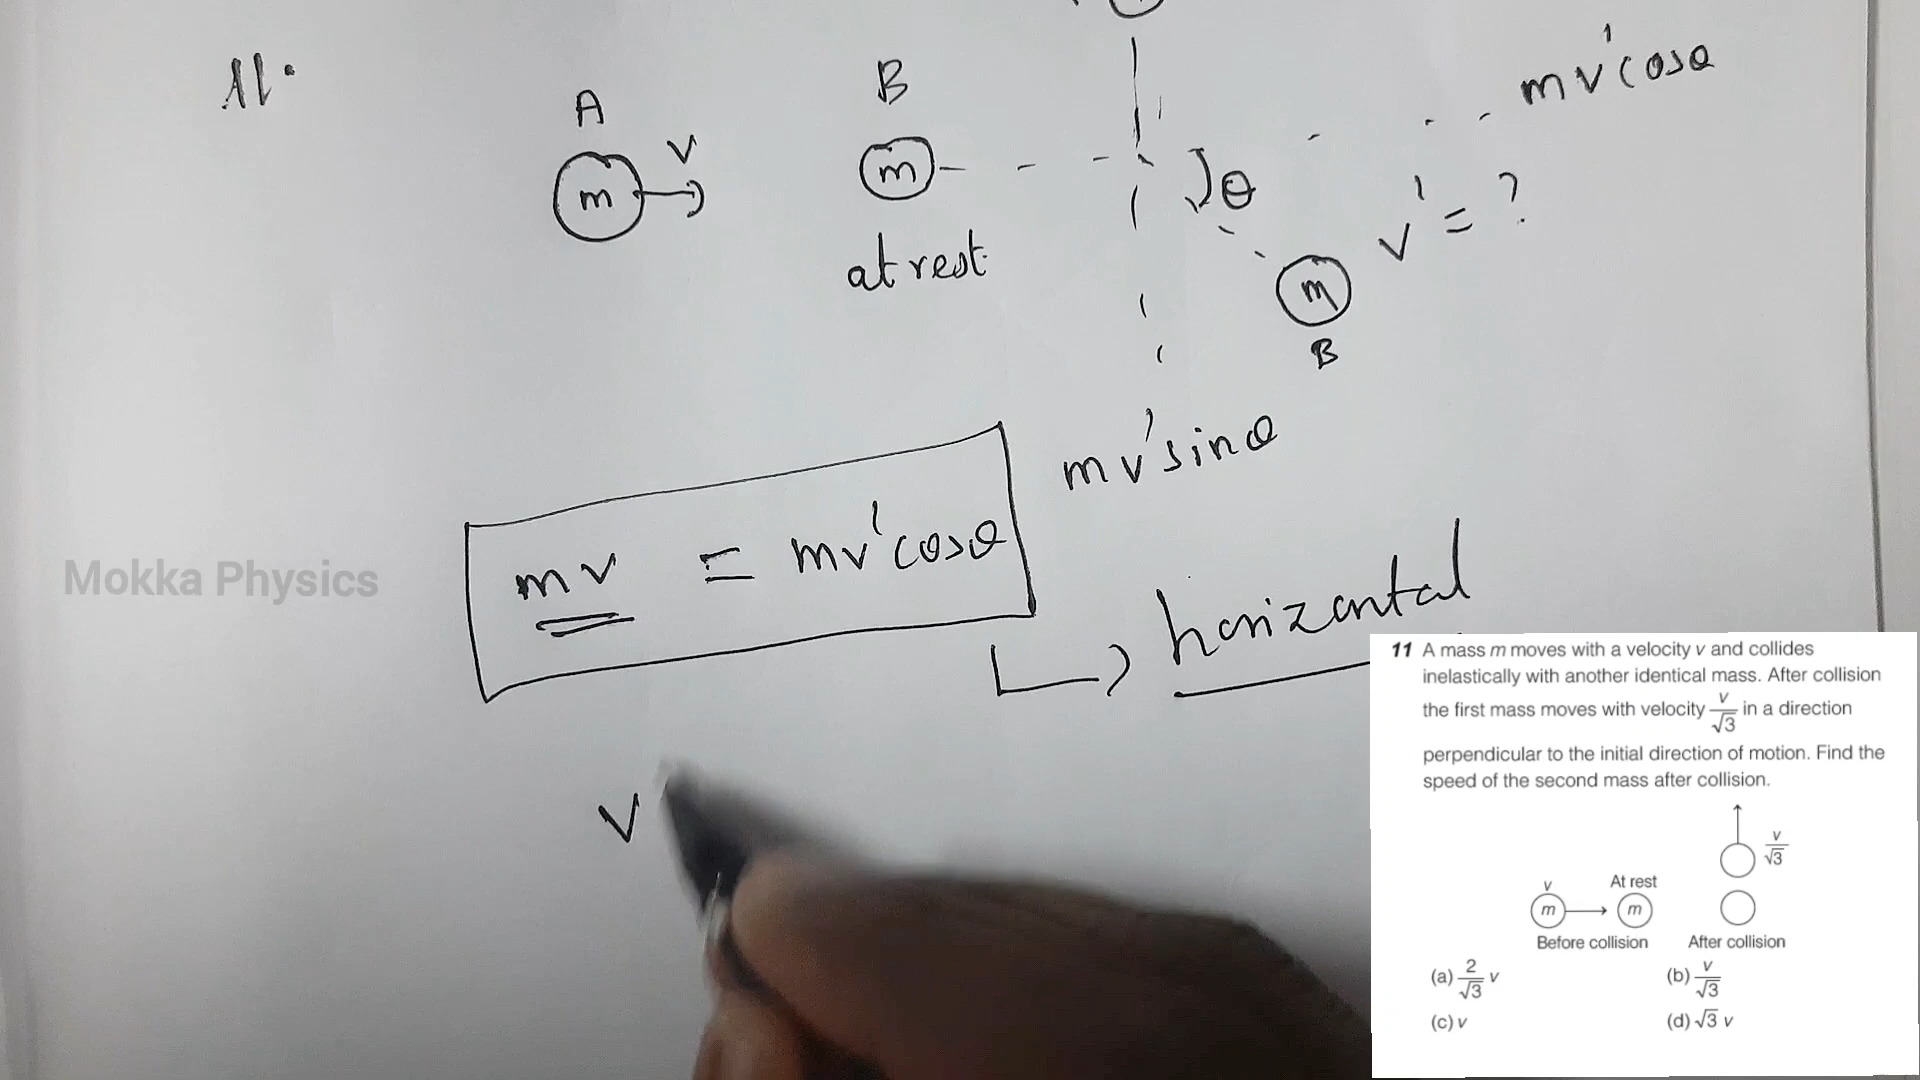 11.
A
B
v
m
m
at rest
θ
mv'cosθ
v' = ?
m
B
mv'sinθ
mv = mv'cosθ
horizontal
v
Mokka Physics
11 A mass m moves with a velocity v and collides
inelastically with another identical mass. After collision
the first mass moves with velocity v/√3 in a direction
perpendicular to the initial direction of motion. Find the
speed of the second mass after collision.
v/√3
v
At rest
m
m
Before collision
After collision
(a) 2/√3 v
(b) v/√3
(c) v
(d) √3 v